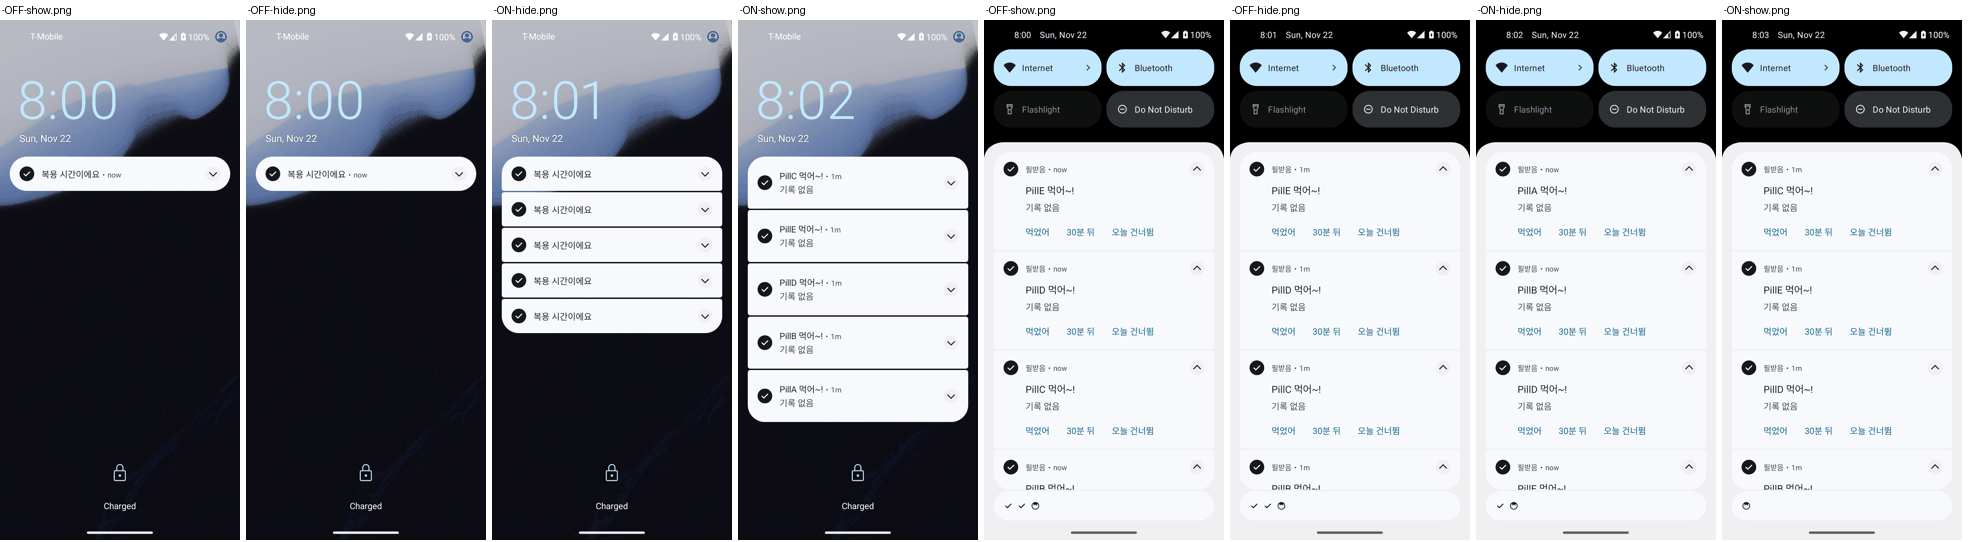 -OFF-show.png
T-Mobile
100%
8:00
Sun, Nov 22
복용 시간이에요 • now
Charged
-OFF-hide.png
T-Mobile
100%
8:00
Sun, Nov 22
복용 시간이에요 • now
Charged
-ON-hide.png
T-Mobile
100%
8:01
Sun, Nov 22
복용 시간이에요
복용 시간이에요
복용 시간이에요
복용 시간이에요
복용 시간이에요
Charged
-ON-show.png
T-Mobile
100%
8:02
Sun, Nov 22
PillC 먹어~! • 1m
기록 없음
PillE 먹어~! • 1m
기록 없음
PillD 먹어~! • 1m
기록 없음
PillB 먹어~! • 1m
기록 없음
PillA 먹어~! • 1m
기록 없음
Charged
-OFF-show.png
8:00 Sun, Nov 22 100%
Internet Bluetooth
Flashlight Do Not Disturb
필받음 • now
PillE 먹어~!
기록 없음
먹었어 30분 뒤 오늘 건너뜀
필받음 • now
PillD 먹어~!
기록 없음
먹었어 30분 뒤 오늘 건너뜀
필받음 • now
PillC 먹어~!
기록 없음
먹었어 30분 뒤 오늘 건너뜀
필받음 • now
PillB 먹어~!
-OFF-hide.png
8:01 Sun, Nov 22 100%
Internet Bluetooth
Flashlight Do Not Disturb
필받음 • 1m
PillE 먹어~!
기록 없음
먹었어 30분 뒤 오늘 건너뜀
필받음 • 1m
PillD 먹어~!
기록 없음
먹었어 30분 뒤 오늘 건너뜀
필받음 • 1m
PillC 먹어~!
기록 없음
먹었어 30분 뒤 오늘 건너뜀
필받음 • 1m
PillB 먹어~!
-ON-hide.png
8:02 Sun, Nov 22 100%
Internet Bluetooth
Flashlight Do Not Disturb
필받음 • now
PillA 먹어~!
기록 없음
먹었어 30분 뒤 오늘 건너뜀
필받음 • now
PillB 먹어~!
기록 없음
먹었어 30분 뒤 오늘 건너뜀
필받음 • now
PillD 먹어~!
기록 없음
먹었어 30분 뒤 오늘 건너뜀
필받음 • now
PillE 먹어~!
-ON-show.png
8:03 Sun, Nov 22 100%
Internet Bluetooth
Flashlight Do Not Disturb
필받음 • 1m
PillC 먹어~!
기록 없음
먹었어 30분 뒤 오늘 건너뜀
필받음 • 1m
PillE 먹어~!
기록 없음
먹었어 30분 뒤 오늘 건너뜀
필받음 • 1m
PillD 먹어~!
기록 없음
먹었어 30분 뒤 오늘 건너뜀
필받음 • 1m
PillB 먹어~!